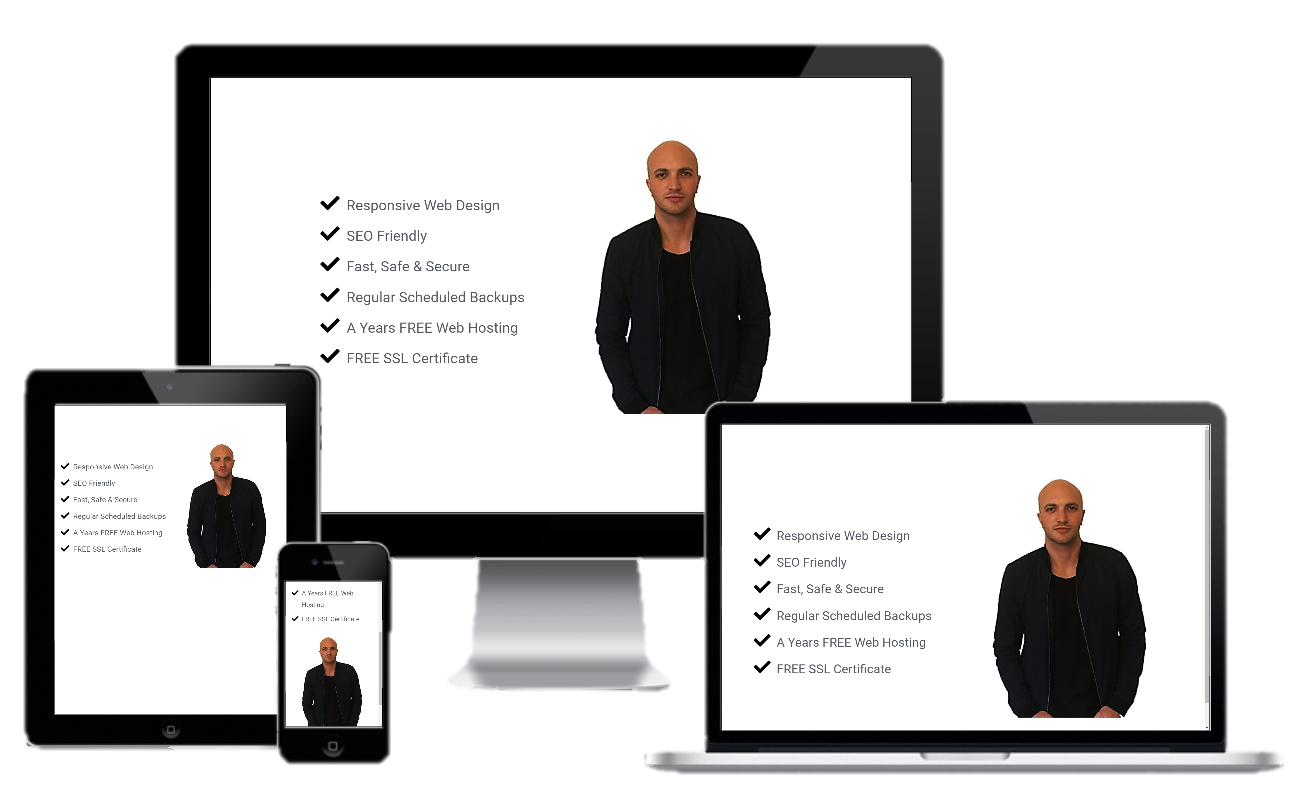 Responsive Web Design
SEO Friendly
Fast, Safe & Secure
Regular Scheduled Backups
A Years FREE Web Hosting
FREE SSL Certificate
Responsive Web Design
SEO Friendly
Fast, Safe & Secure
Regular Scheduled Backups
A Years FREE Web Hosting
FREE SSL Certificate
A Years FREE Web
Hosting
FREE SSL Certificate
Responsive Web Design
SEO Friendly
Fast, Safe & Secure
Regular Scheduled Backups
A Years FREE Web Hosting
FREE SSL Certificate